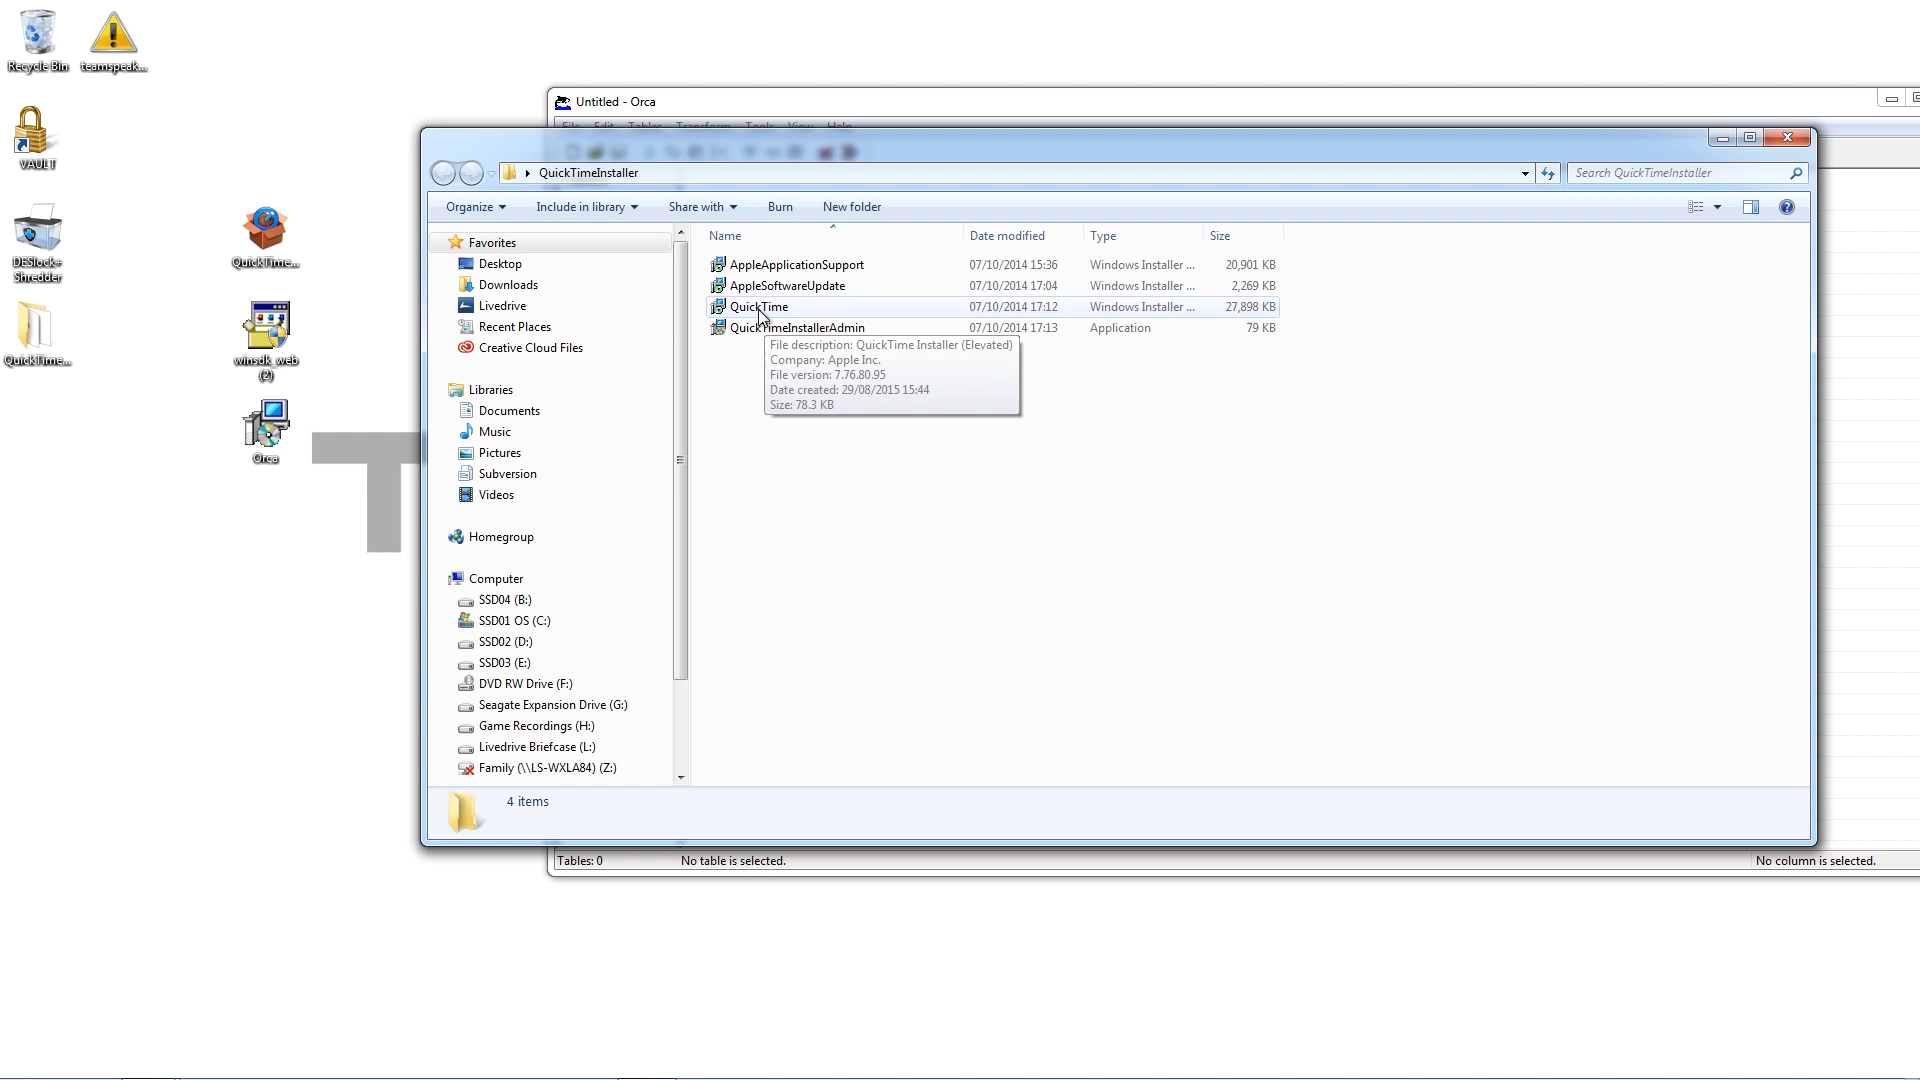 Recycle Bin
teamspeak...
VAULT
DESlock+
Shredder
QuickTime...
QuickTime...
winsdk_web
(2)
Orca
T
Untitled - Orca
File Edit Tables Transform Tools View Help
QuickTimeInstaller
Search QuickTimeInstaller
Organize Include in library Share with Burn New folder
Favorites
Desktop
Downloads
Livedrive
Recent Places
Creative Cloud Files
Libraries
Documents
Music
Pictures
Subversion
Videos
Homegroup
Computer
SSD04 (B:)
SSD01 OS (C:)
SSD02 (D:)
SSD03 (E:)
DVD RW Drive (F:)
Seagate Expansion Drive (G:)
Game Recordings (H:)
Livedrive Briefcase (L:)
Family (\\LS-WXLA84) (Z:)
Name Date modified Type Size
AppleApplicationSupport 07/10/2014 15:36 Windows Installer ... 20,901 KB
AppleSoftwareUpdate 07/10/2014 17:04 Windows Installer ... 2,269 KB
QuickTime 07/10/2014 17:12 Windows Installer ... 27,898 KB
QuickTimeInstallerAdmin 07/10/2014 17:13 Application 79 KB
File description: QuickTime Installer (Elevated)
Company: Apple Inc.
File version: 7.76.80.95
Date created: 29/08/2015 15:44
Size: 78.3 KB
4 items
Tables: 0 No table is selected. No column is selected.